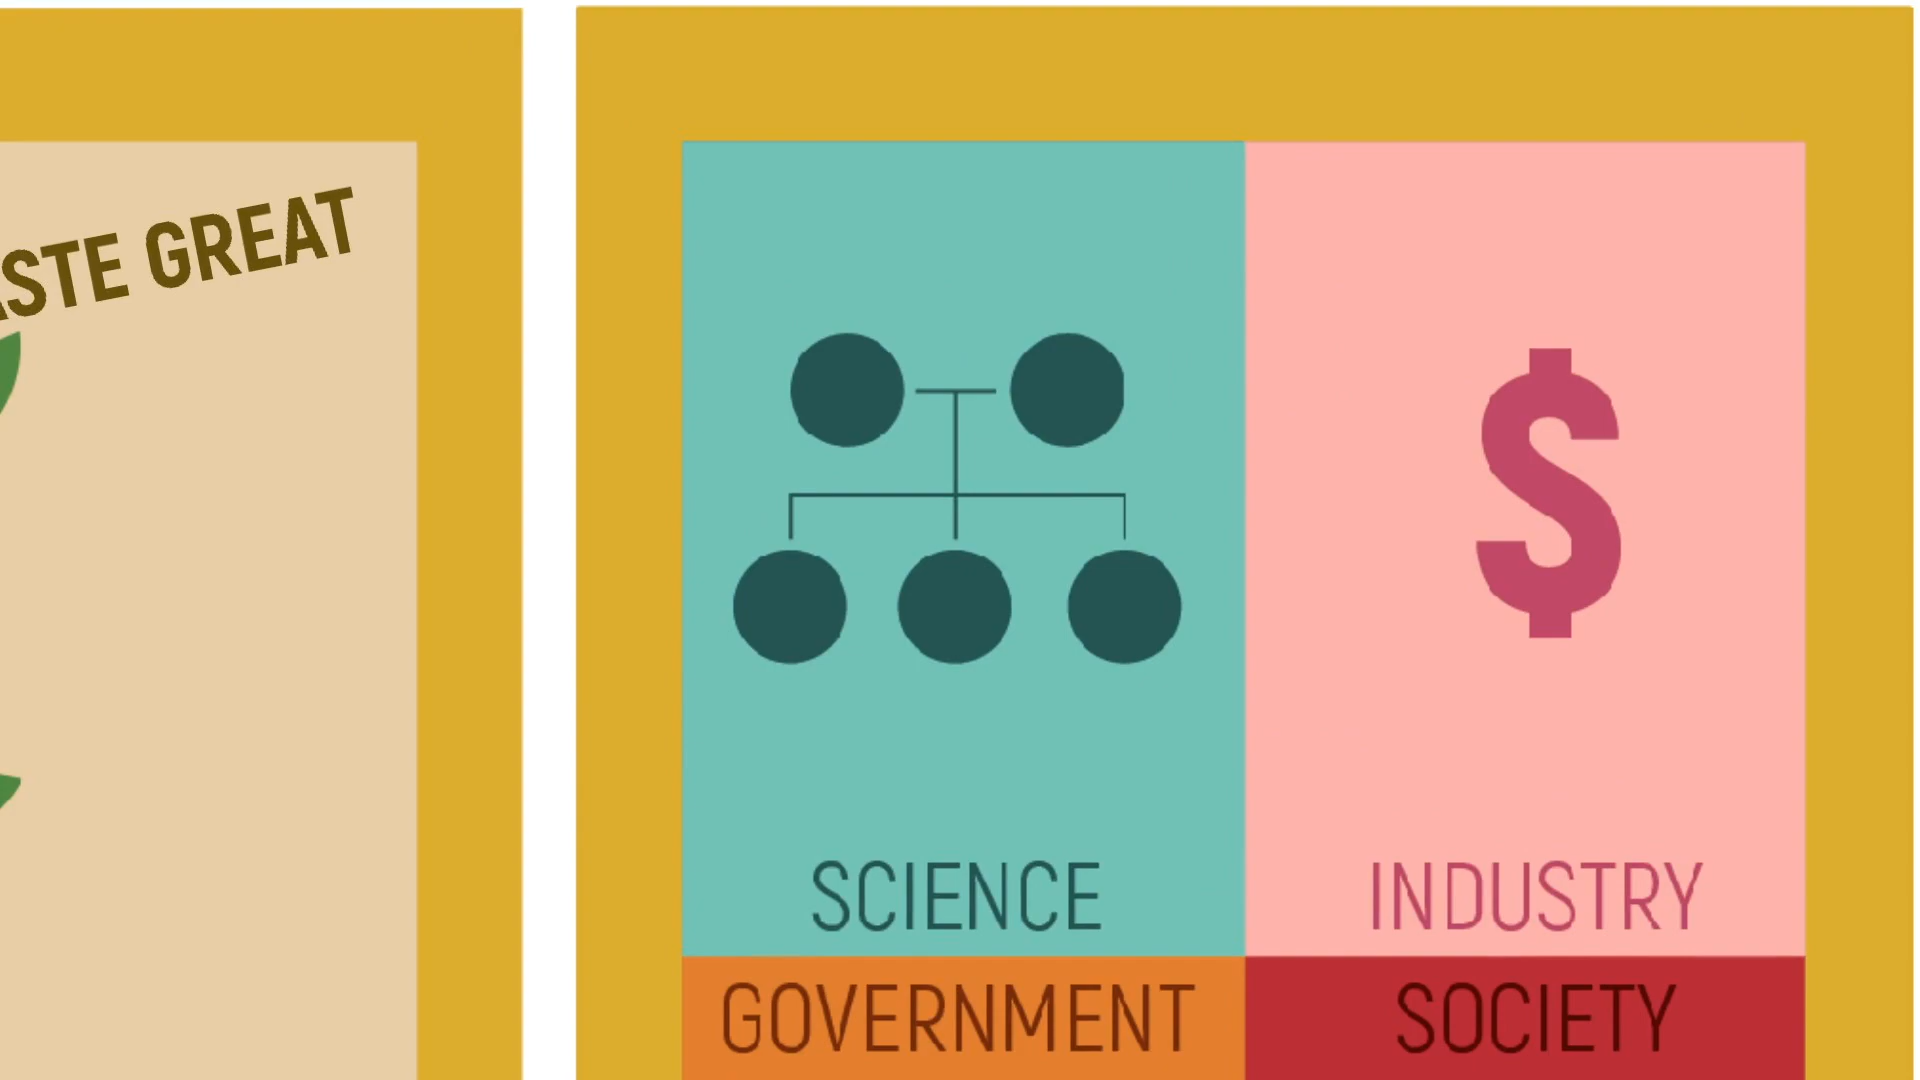 STE GREAT
$
SCIENCE
INDUSTRY
GOVERNMENT
SOCIETY